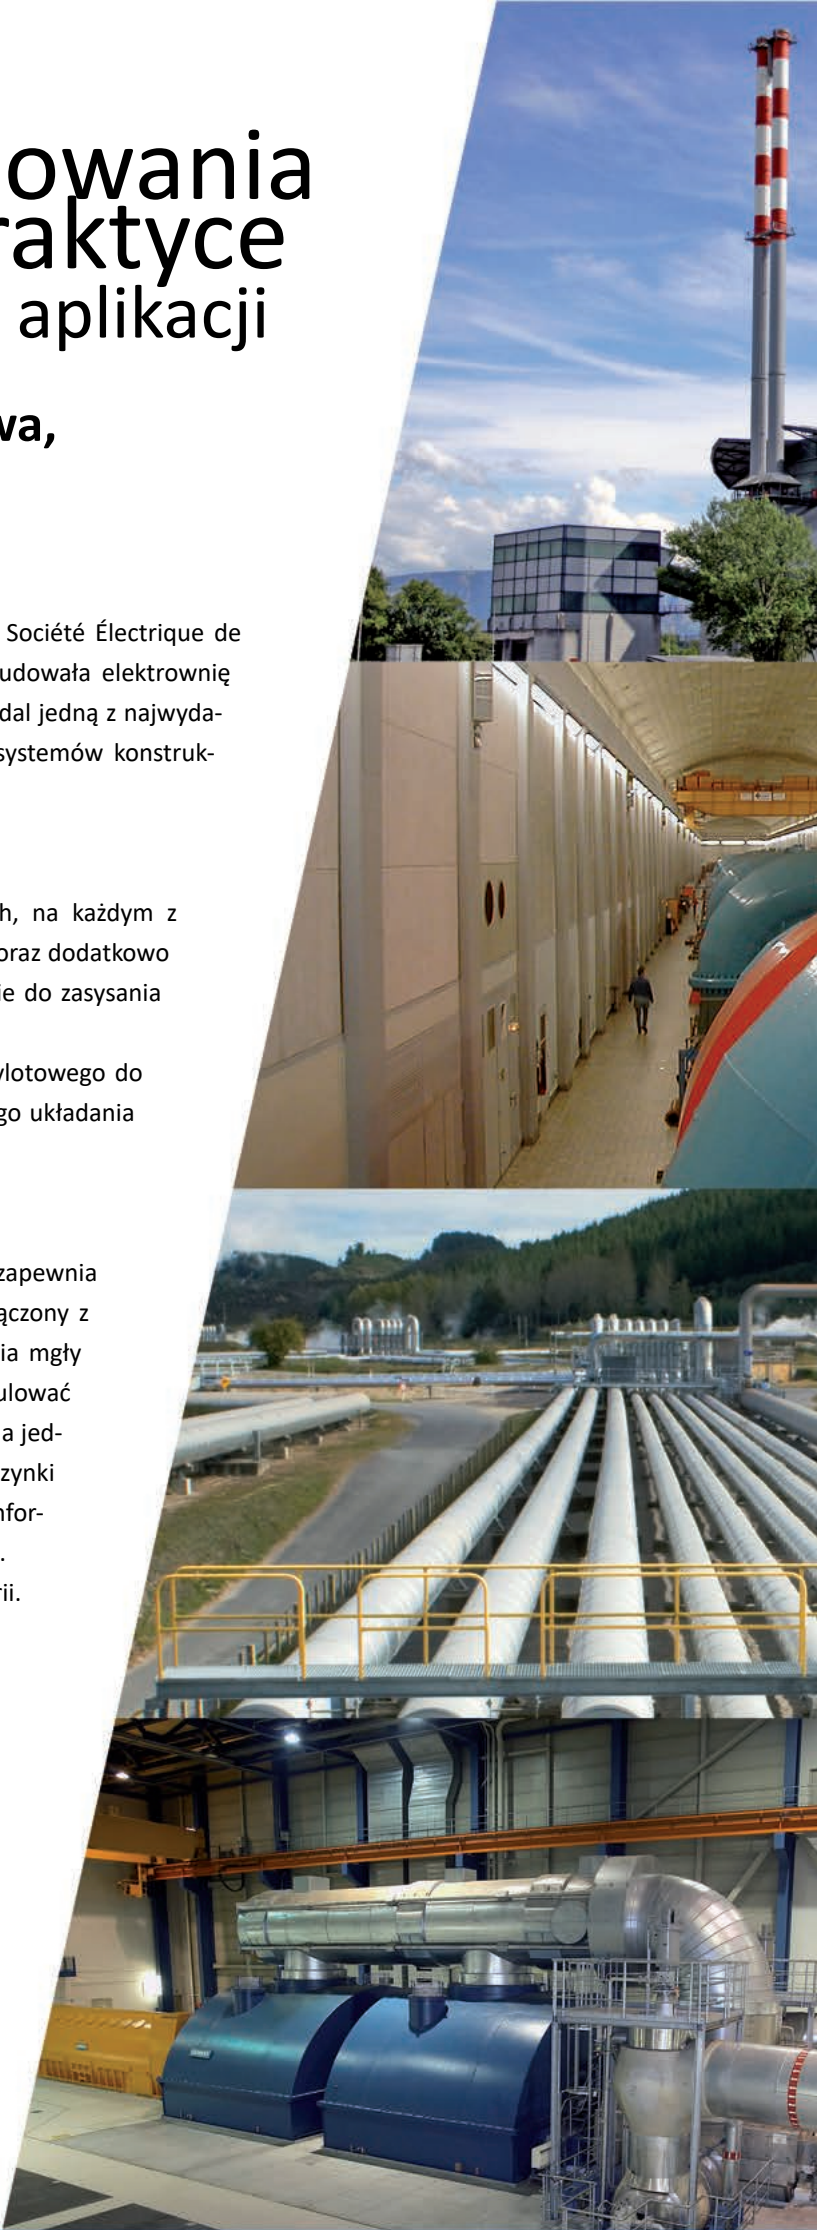 owania
raktyce
aplikacji
wa,
Société Électrique de
udowała elektrownię
dal jedną z najwyda-
systemów konstruk-
h, na każdym z
oraz dodatkowo
ie do zasysania
ylotowego do
go układania
zapewnia
ączony z
ia mgły
ulować
a jed-
zynki
nfor-
.
rii.